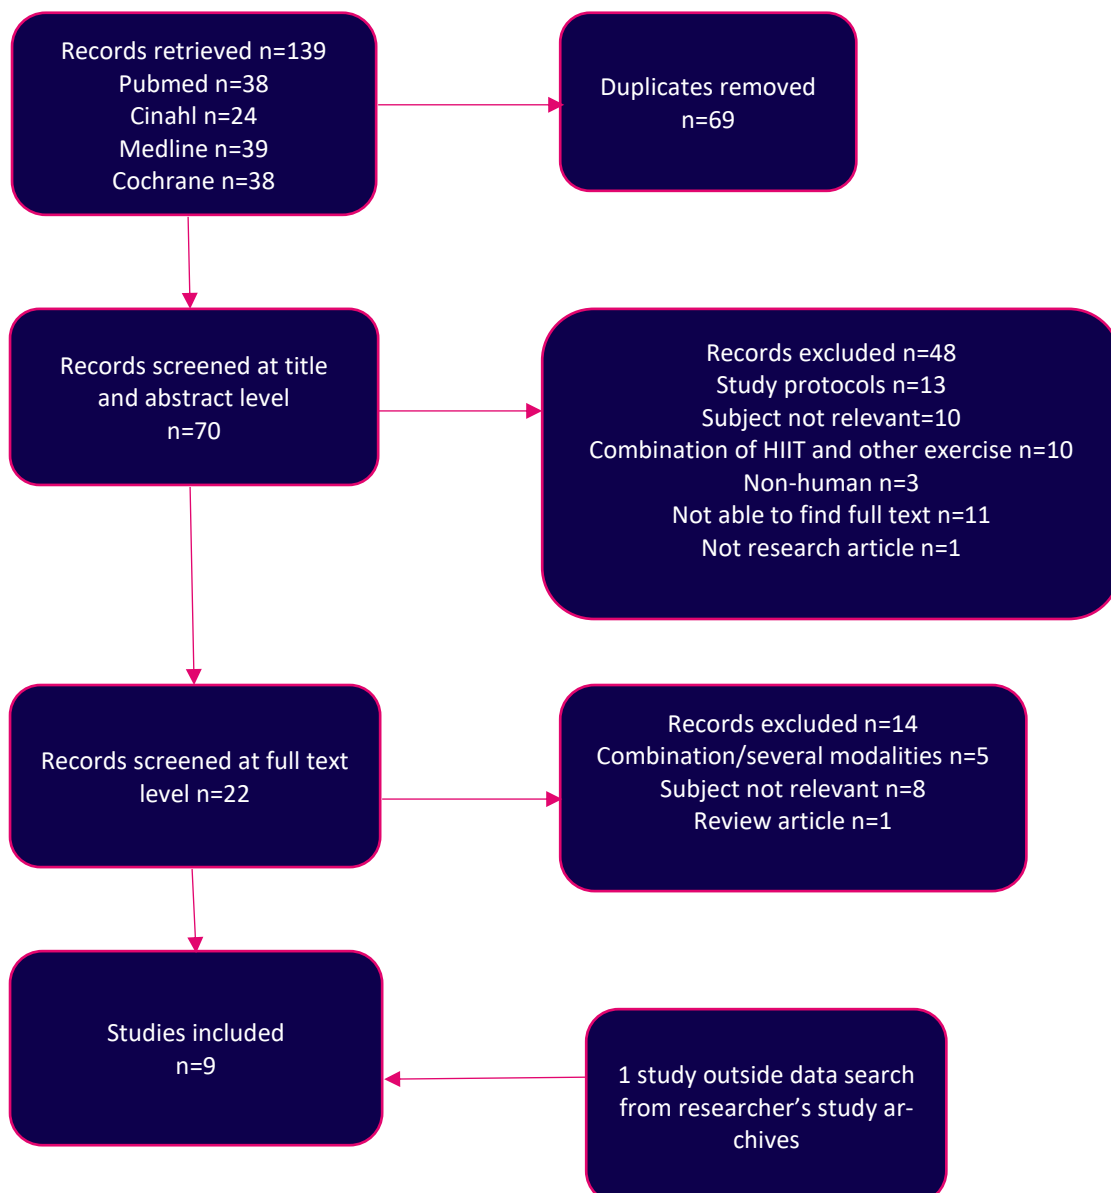 Records retrieved n=139
Pubmed n=38
Cinahl n=24
Medline n=39
Cochrane n=38
Duplicates removed
n=69
Records screened at title
and abstract level
n=70
Records excluded n=48
Study protocols n=13
Subject not relevant=10
Combination of HIIT and other exercise n=10
Non-human n=3
Not able to find full text n=11
Not research article n=1
Records screened at full text
level n=22
Records excluded n=14
Combination/several modalities n=5
Subject not relevant n=8
Review article n=1
Studies included
n=9
1 study outside data search
from researcher’s study ar-
chives